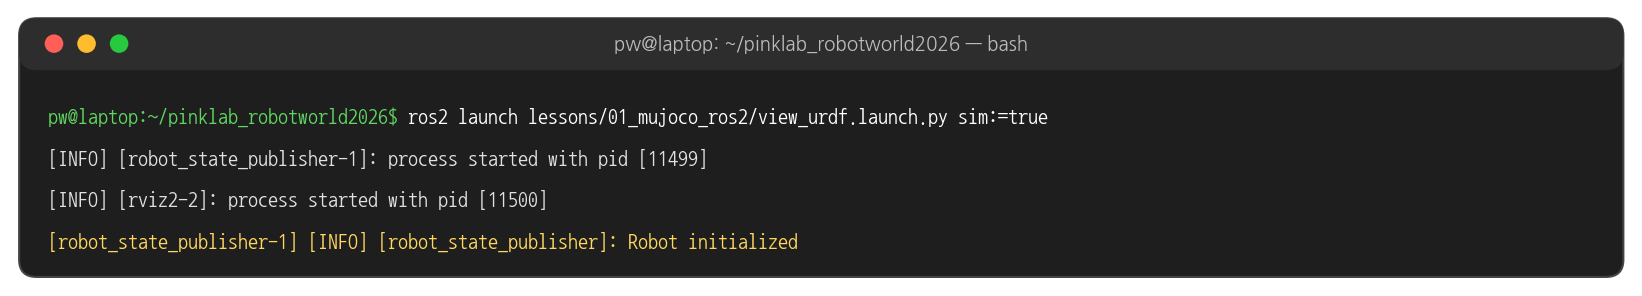 pw@laptop: ~/pinklab_robotworld2026 — bash
pw@laptop:~/pinklab_robotworld2026$ ros2 launch lessons/01_mujoco_ros2/view_urdf.launch.py sim:=true
[INFO] [robot_state_publisher-1]: process started with pid [11499]
[INFO] [rviz2-2]: process started with pid [11500]
[robot_state_publisher-1] [INFO] [robot_state_publisher]: Robot initialized